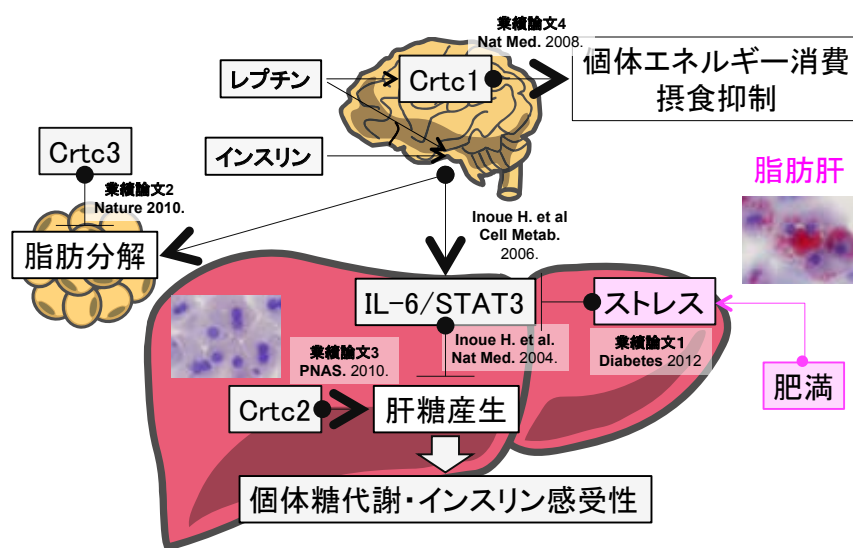 業績論文4
Nat Med. 2008.
個体エネルギー消費
摂食抑制
レプチン
Crtc1
インスリン
Crtc3
業績論文2
Nature 2010.
脂肪分解
脂肪肝
Inoue H. et al
Cell Metab.
2006.
IL-6/STAT3
ストレス
Inoue H. et al.
Nat Med. 2004.
業績論文1
Diabetes 2012
業績論文3
PNAS. 2010.
肥満
Crtc2
肝糖産生
個体糖代謝・インスリン感受性